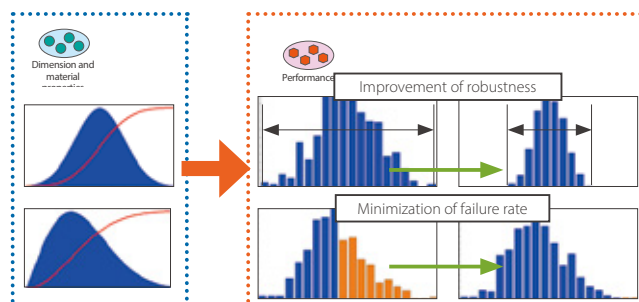 Dimension and
material
Performance
Improvement of robustness
Minimization of failure rate